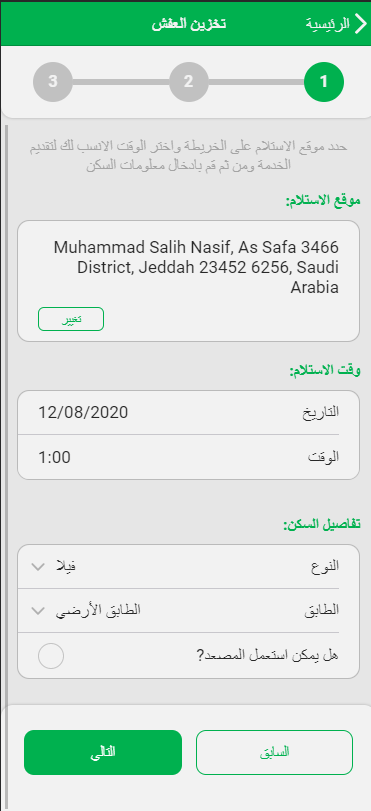 الرئيسية
تخزين العفش
1
2
3
حدد موقع الاستلام على الخريطة واختر الوقت الانسب لك لتقديم
الخدمة ومن ثم قم بادخال معلومات السكن
موقع الاستلام:
Muhammad Salih Nasif, As Safa 3466
District, Jeddah 23452 6256, Saudi
Arabia
تغيير
وقت الاستلام:
التاريخ 12/08/2020
الوقت 1:00
تفاصيل السكن:
النوع فيلا
الطابق الطابق الأرضي
هل يمكن استعمل المصعد?
السابق
التالي